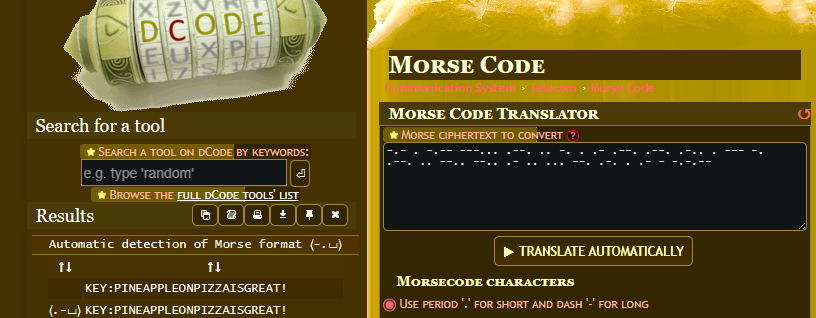 DCODE
Search for a tool
★ SEARCH A TOOL ON DCODE BY KEYWORDS:
e.g. type 'random'
★ BROWSE THE FULL DCODE TOOLS' LIST
Results
Automatic detection of Morse format (-.␣)
↑↓ ↑↓
KEY:PINEAPPLEONPIZZAISGREAT!
(.-␣) KEY:PINEAPPLEONPIZZAISGREAT!
MORSE CODE
Communication System › Telecom › Morse Code
MORSE CODE TRANSLATOR
★ MORSE CIPHERTEXT TO CONVERT ?
-.- . -.-- ---... .--. .. -. . .- .--. .--. .-.. . --- -.
.--. .. --.. --.. .- .. ... --. .-. . .- - -.-.--
▶ TRANSLATE AUTOMATICALLY
MORSECODE CHARACTERS
USE PERIOD '.' FOR SHORT AND DASH '-' FOR LONG